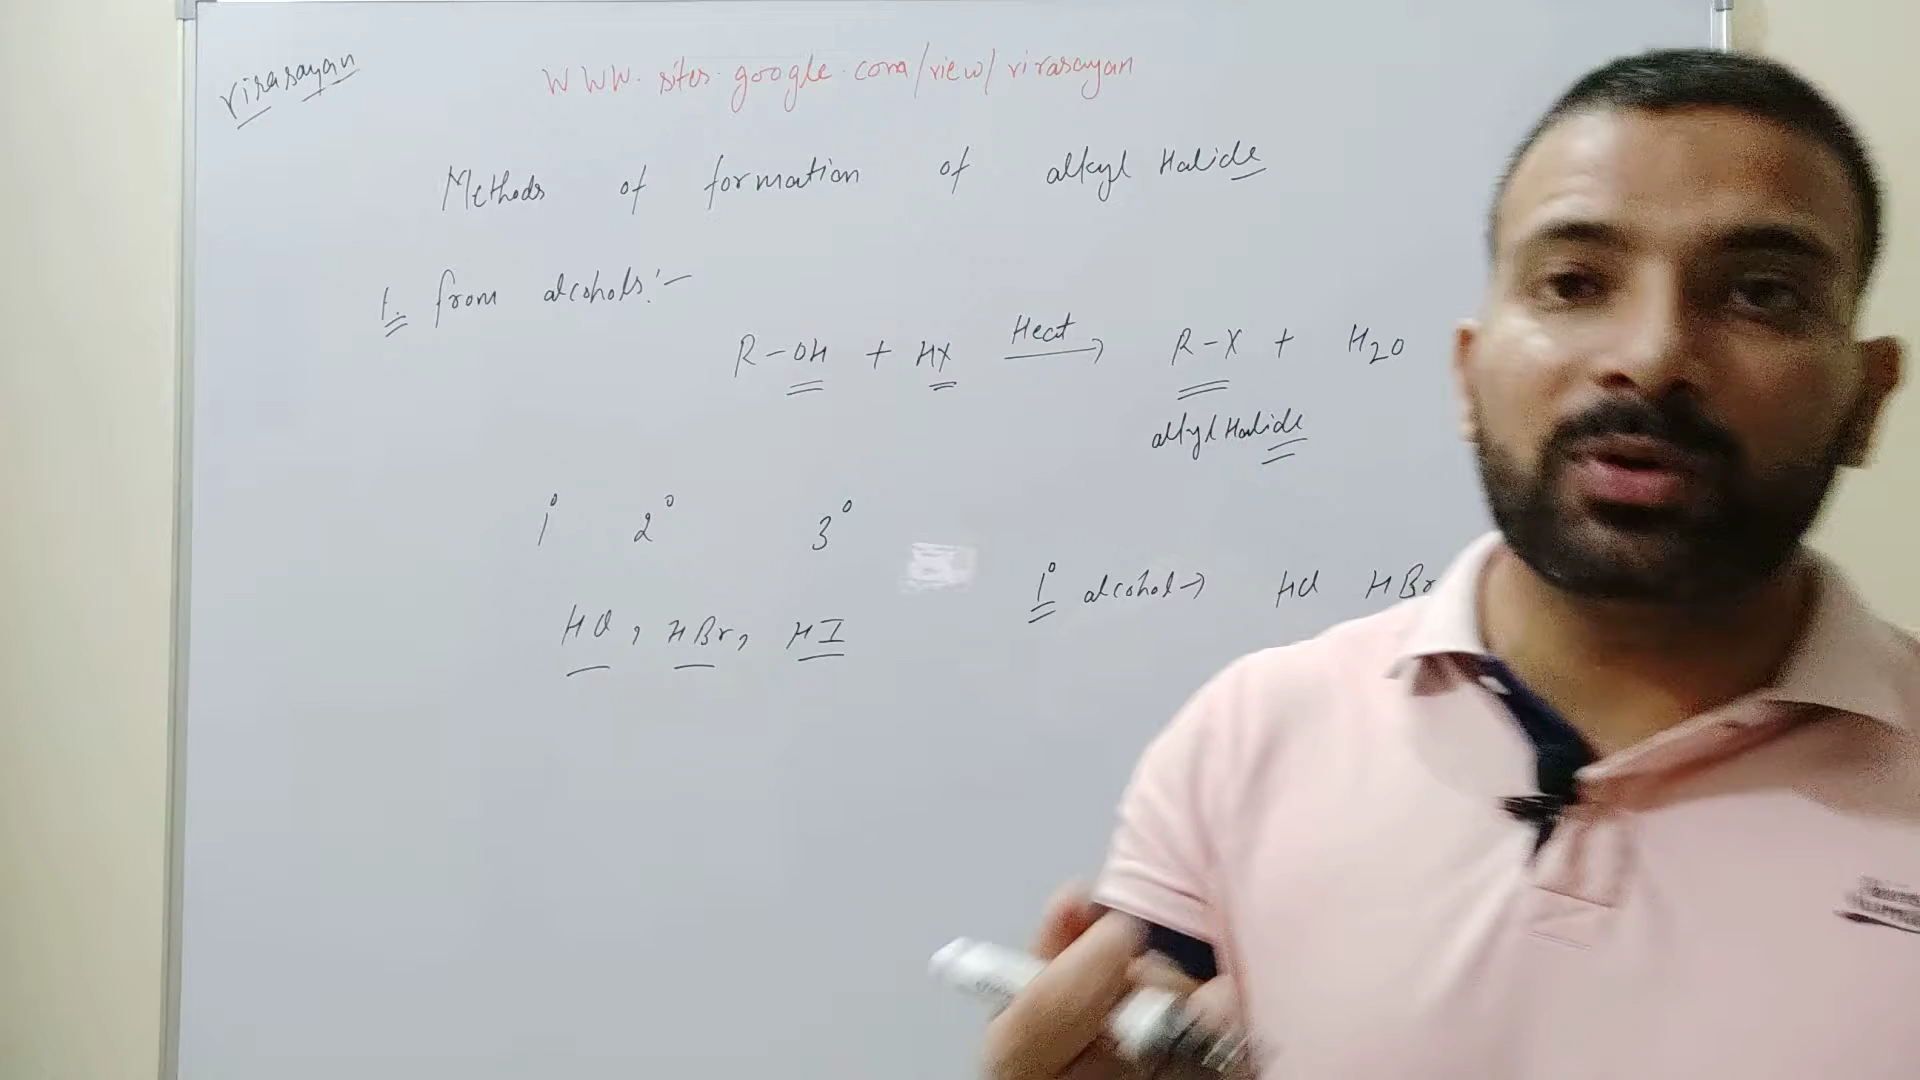 virasayan
www.sites.google.com/view/virasayan
Methods of formation of alkyl Halide
1. from alcohols:-
R-OH + HX Heat → R-X + H2O
alkyl Halide
1° 2° 3°
1° alcohol → HCl HBr
HCl, HBr, HI